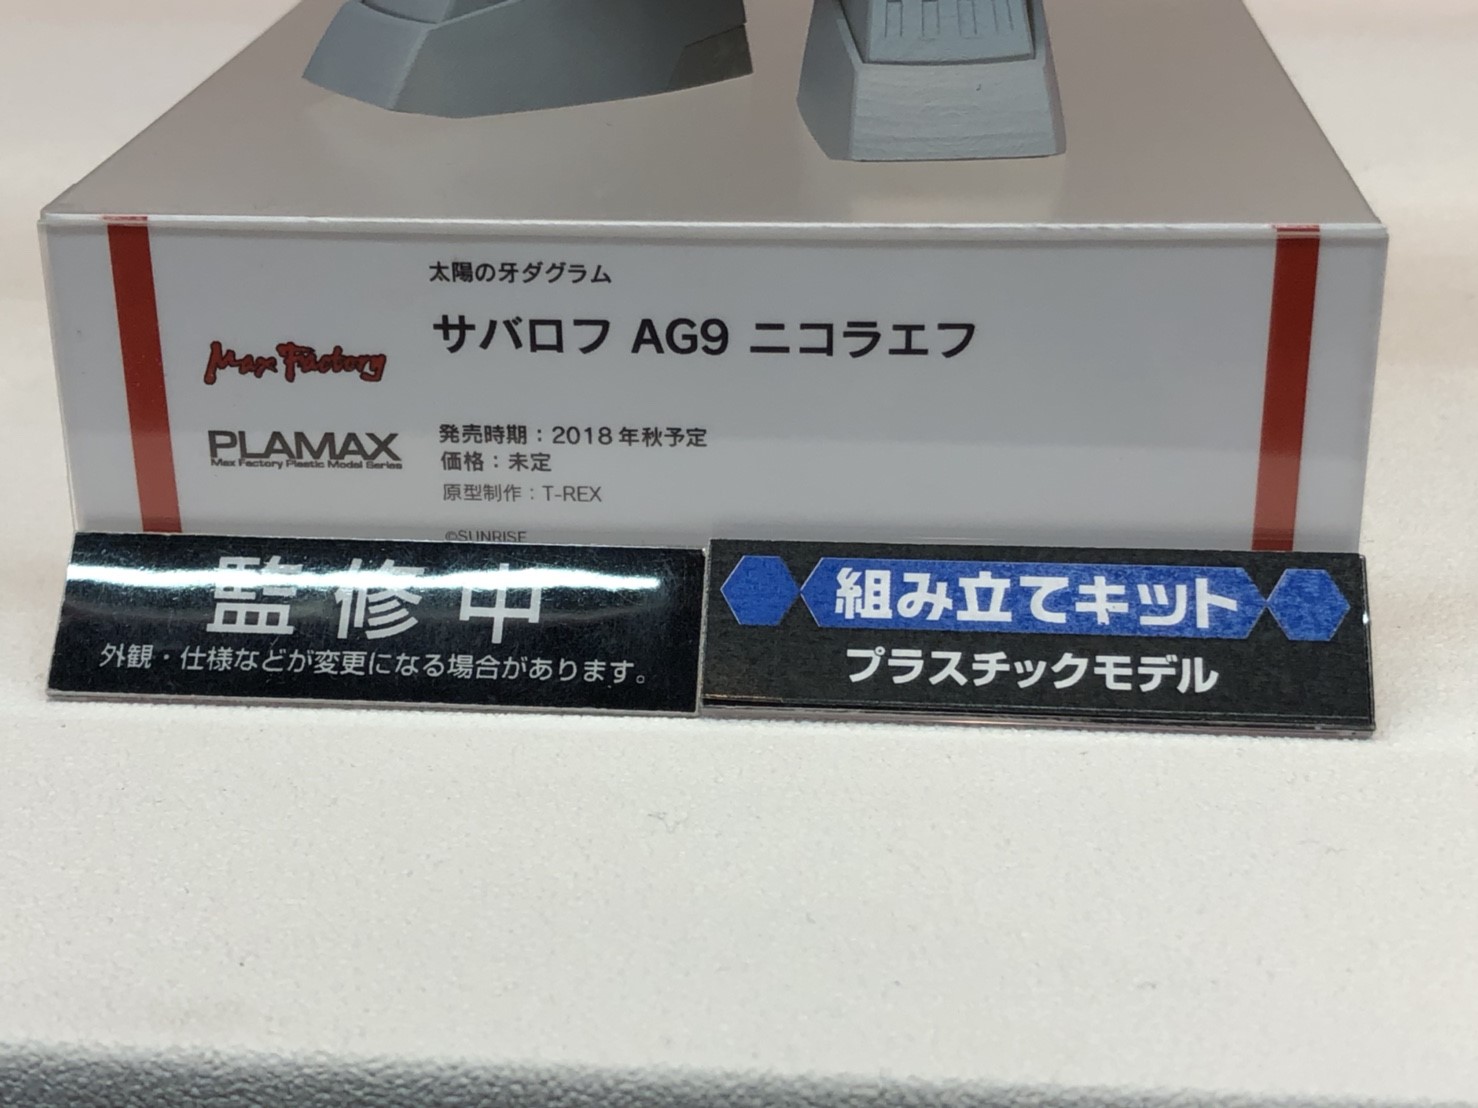 太陽の牙ダグラム
サバロフ AG9 ニコラエフ
Max Factory
PLAMAX
Max Factory Plastic Model Series
発売時期：2018年秋予定
価格：未定
原型制作：T-REX
©SUNRISE
監修中
外観・仕様などが変更になる場合があります。
組み立てキット
プラスチックモデル